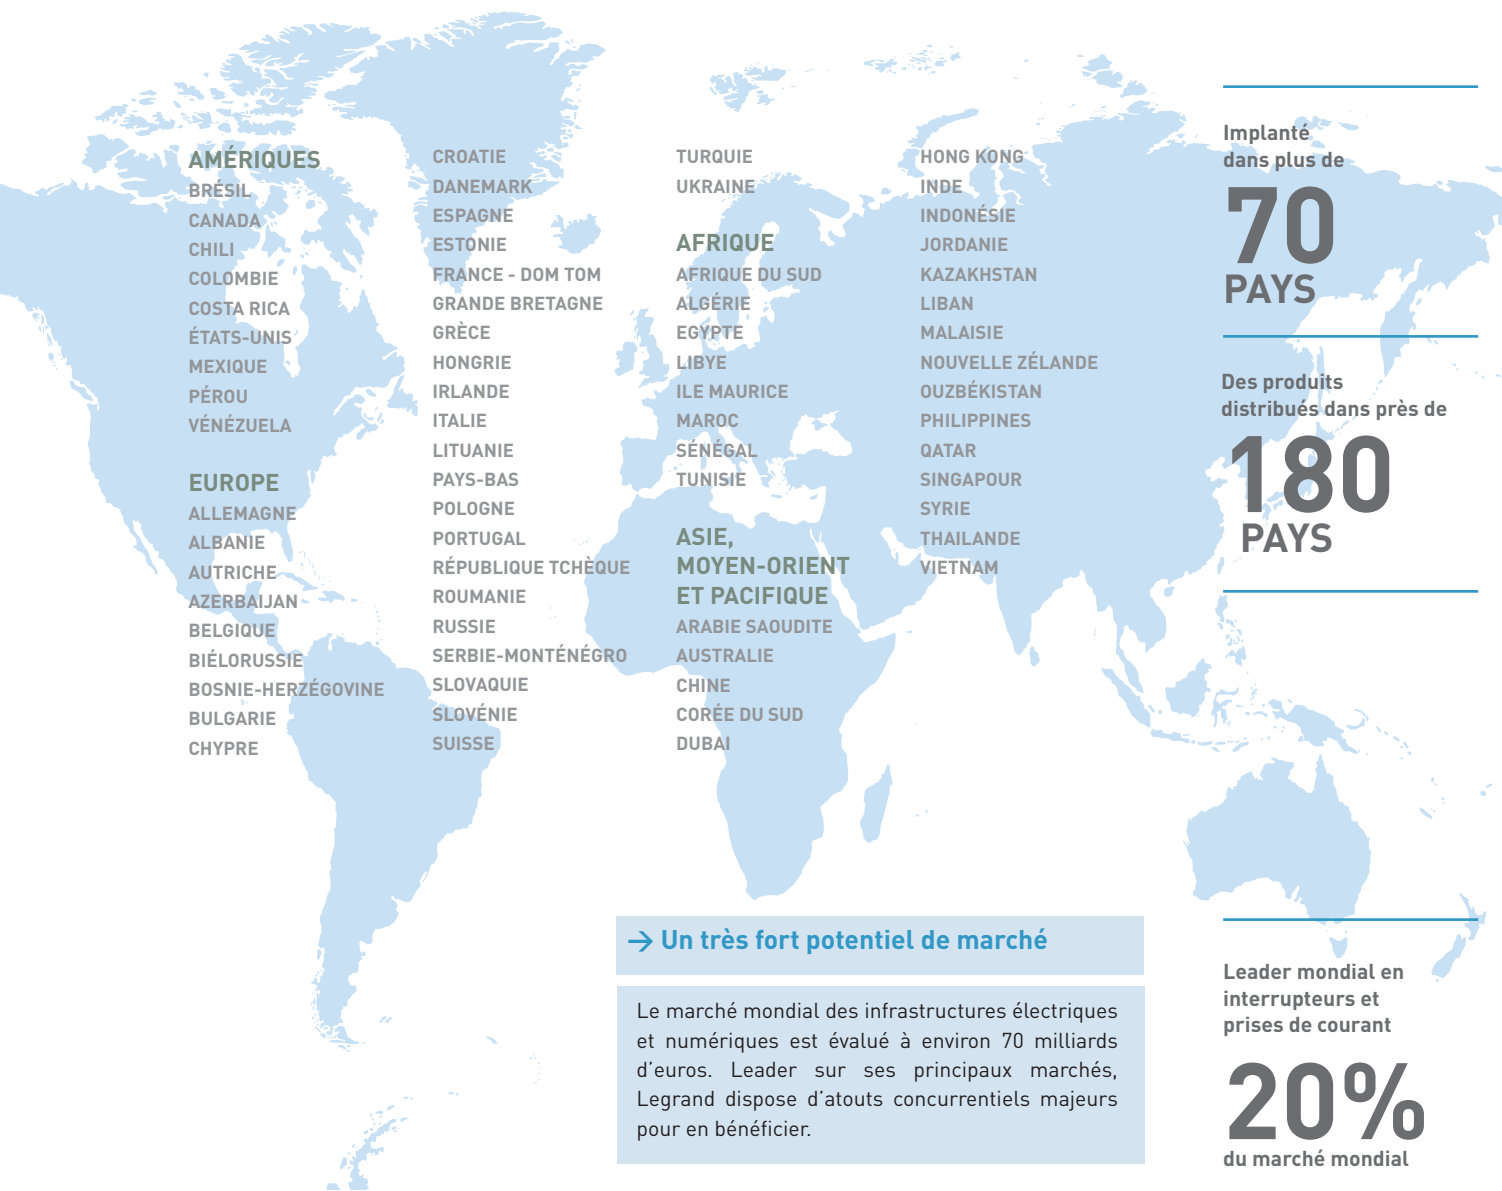 AMÉRIQUES
BRÉSIL
CANADA
CHILI
COLOMBIE
COSTA RICA
ÉTATS-UNIS
MEXIQUE
PÉROU
VÉNÉZUELA
EUROPE
ALLEMAGNE
ALBANIE
AUTRICHE
AZERBAIJAN
BELGIQUE
BIÉLORUSSIE
BOSNIE-HERZÉGOVINE
BULGARIE
CHYPRE
CROATIE
DANEMARK
ESPAGNE
ESTONIE
FRANCE - DOM TOM
GRANDE BRETAGNE
GRÈCE
HONGRIE
IRLANDE
ITALIE
LITUANIE
PAYS-BAS
POLOGNE
PORTUGAL
RÉPUBLIQUE TCHÈQUE
ROUMANIE
RUSSIE
SERBIE-MONTÉNÉGRO
SLOVAQUIE
SLOVÉNIE
SUISSE
TURQUIE
UKRAINE
AFRIQUE
AFRIQUE DU SUD
ALGÉRIE
EGYPTE
LIBYE
ILE MAURICE
MAROC
SÉNÉGAL
TUNISIE
ASIE,
MOYEN-ORIENT
ET PACIFIQUE
ARABIE SAOUDITE
AUSTRALIE
CHINE
CORÉE DU SUD
DUBAI
HONG KONG
INDE
INDONÉSIE
JORDANIE
KAZAKHSTAN
LIBAN
MALAISIE
NOUVELLE ZÉLANDE
OUZBÉKISTAN
PHILIPPINES
QATAR
SINGAPOUR
SYRIE
THAILANDE
VIETNAM
Implanté
dans plus de
70
PAYS
Des produits
distribués dans près de
180
PAYS
Leader mondial en
interrupteurs et
prises de courant
20%
du marché mondial
→ Un très fort potentiel de marché
Le marché mondial des infrastructures électriques
et numériques est évalué à environ 70 milliards
d'euros. Leader sur ses principaux marchés,
Legrand dispose d'atouts concurrentiels majeurs
pour en bénéficier.